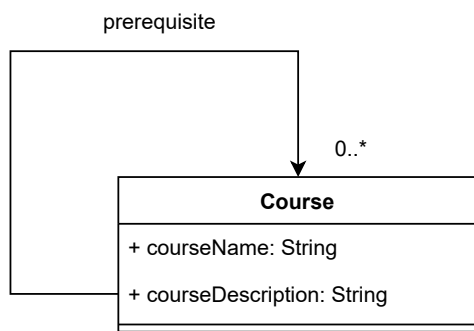 prerequisite
0..*
Course
+ courseName: String
+ courseDescription: String